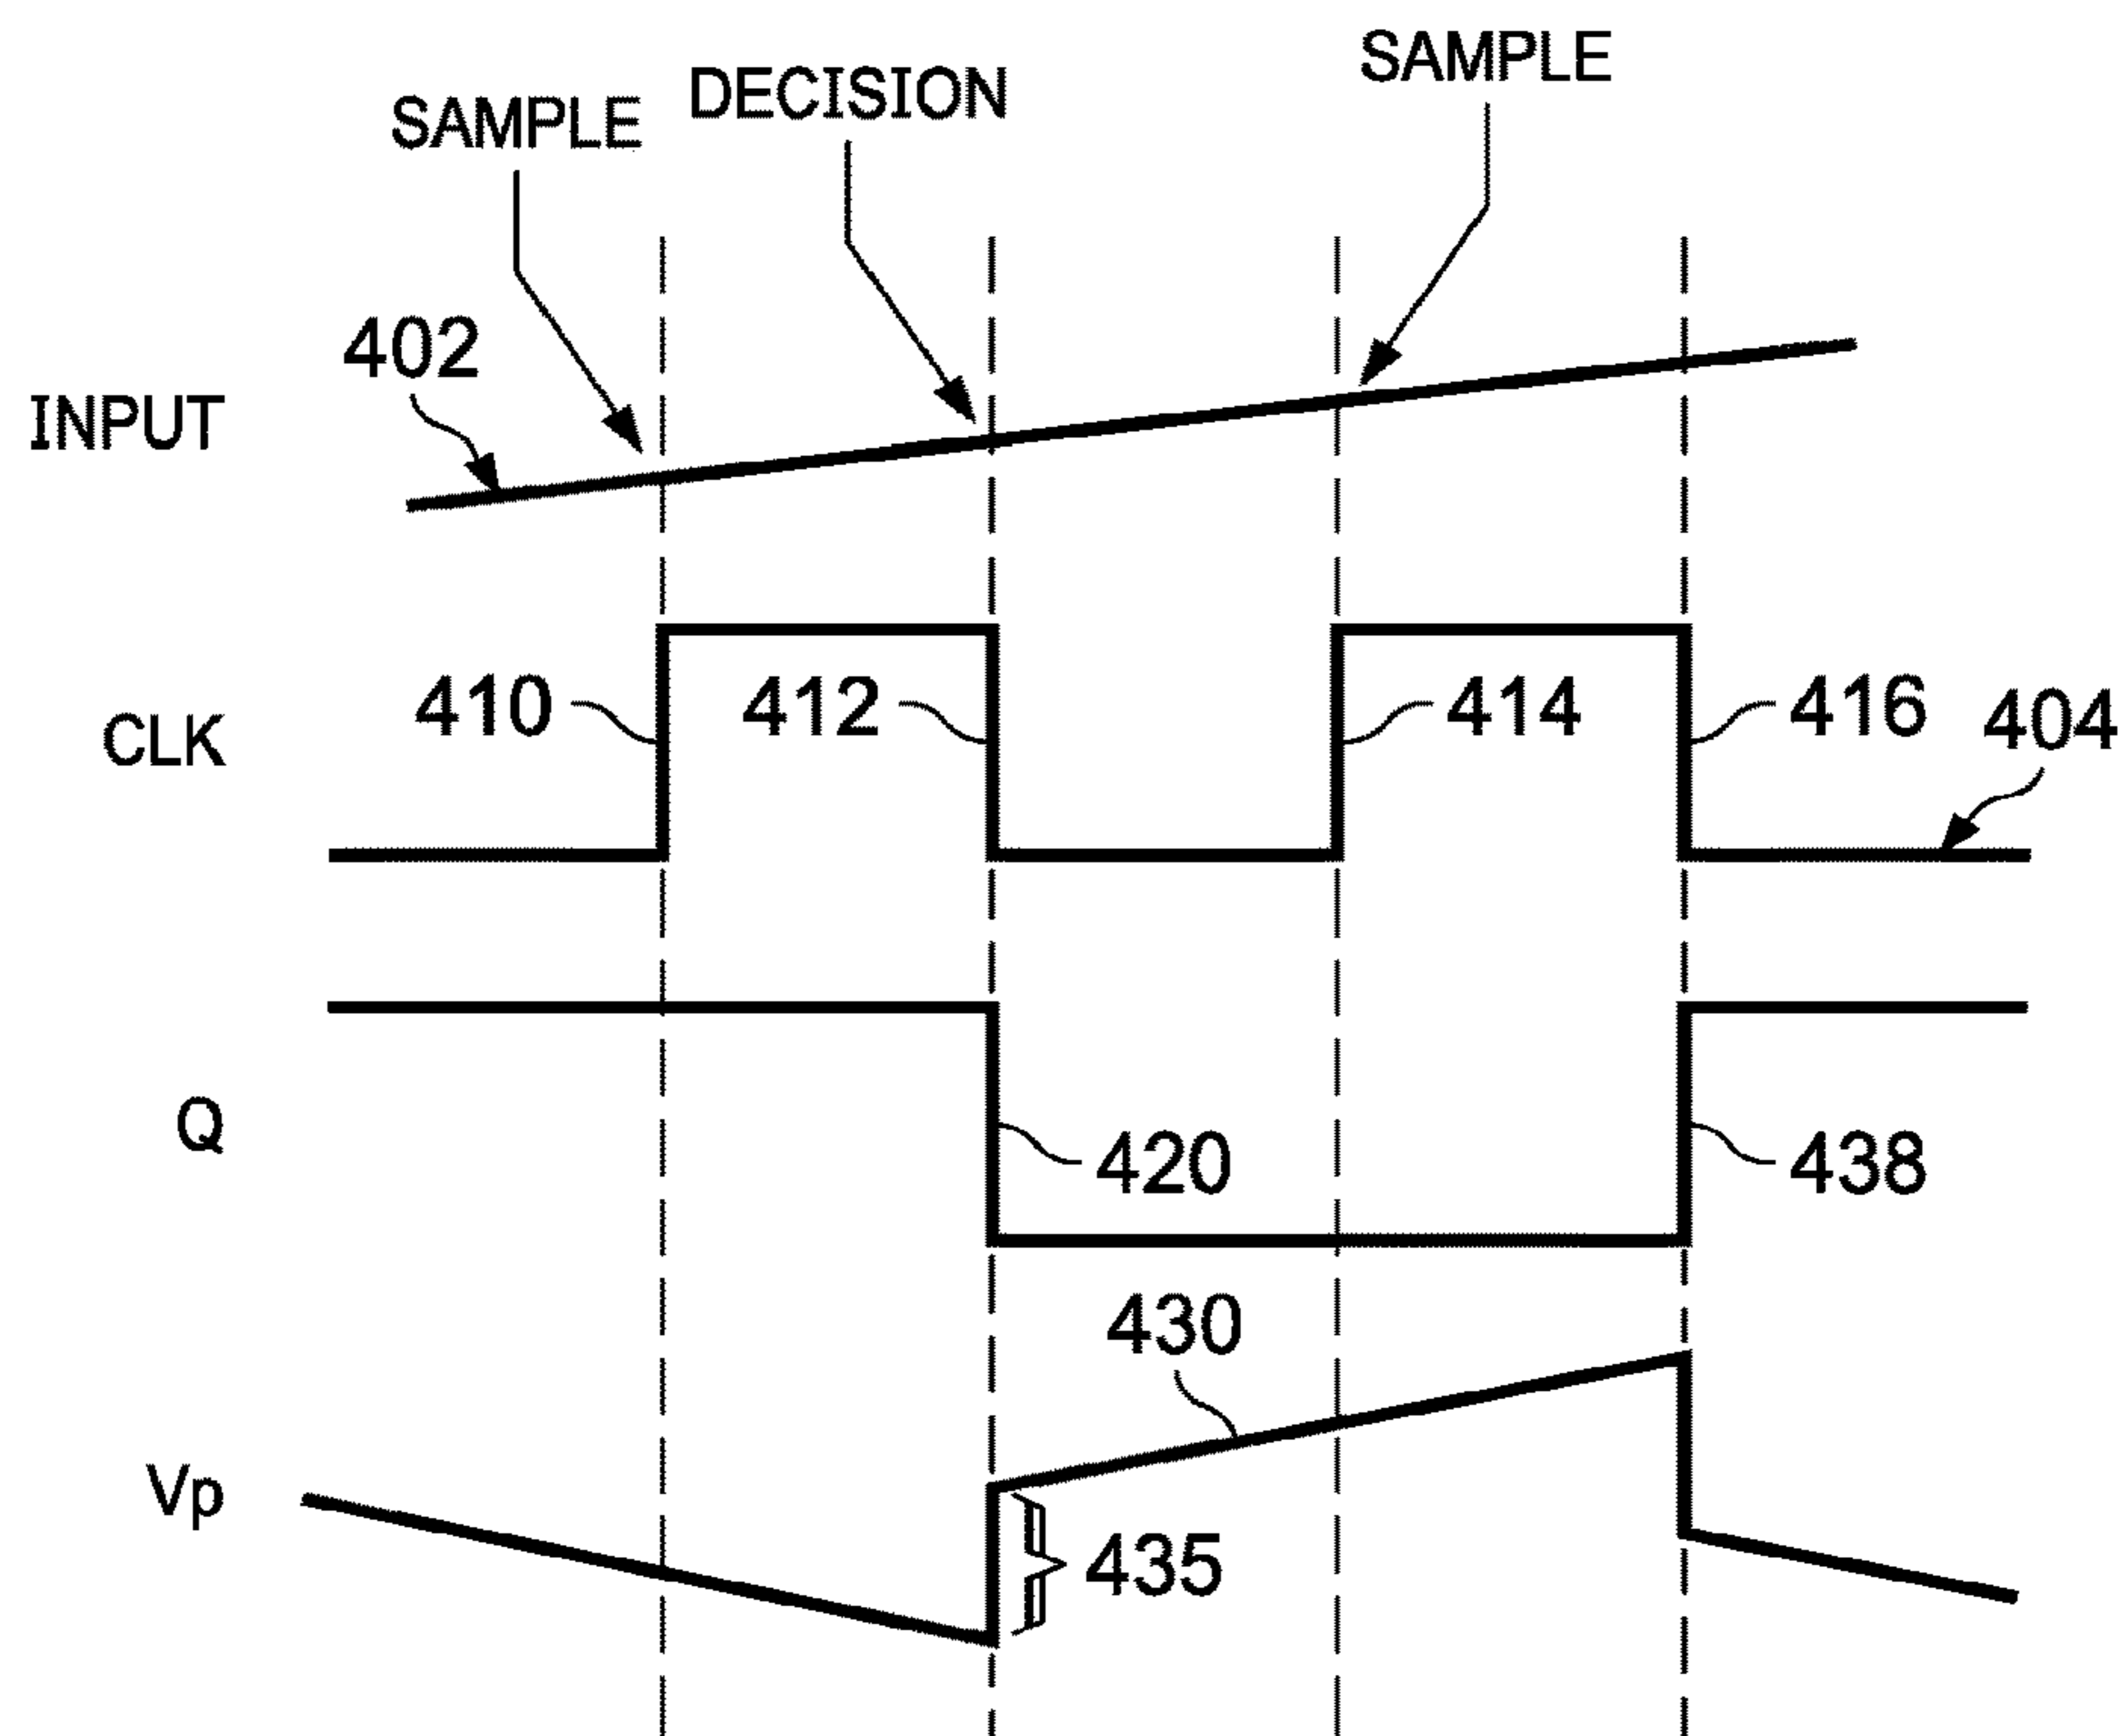 SAMPLE
DECISION
SAMPLE
402
INPUT
410
412
414
416
404
CLK
Q
420
438
430
Vp
435